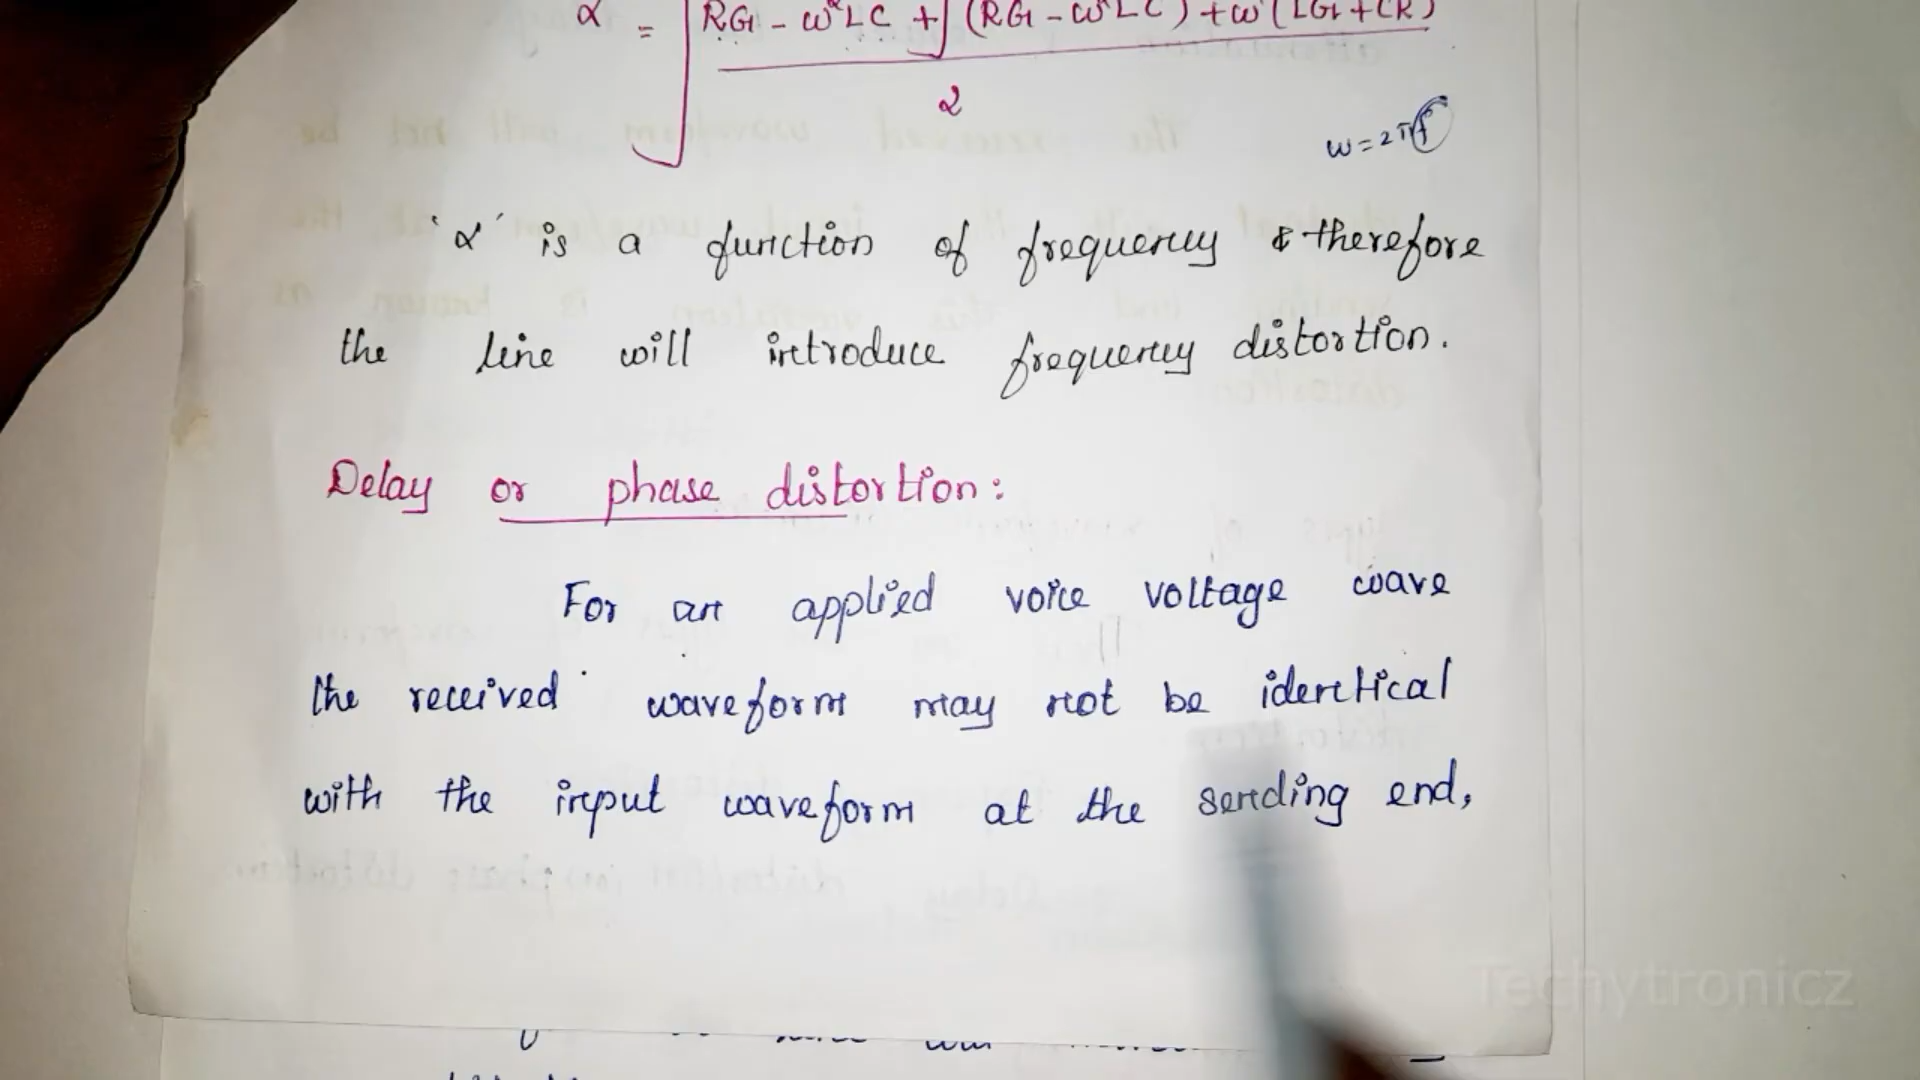 α = √ RG - ω²LC + √(RG - ω²LC) + ω (LG + CR)
2
ω = 2πf
'α' is a function of frequency & therefore
the line will introduce frequency distortion.
Delay or phase distortion:
For an applied voice voltage wave
the received waveform may not be identical
with the input waveform at the sending end,
Techytronicz